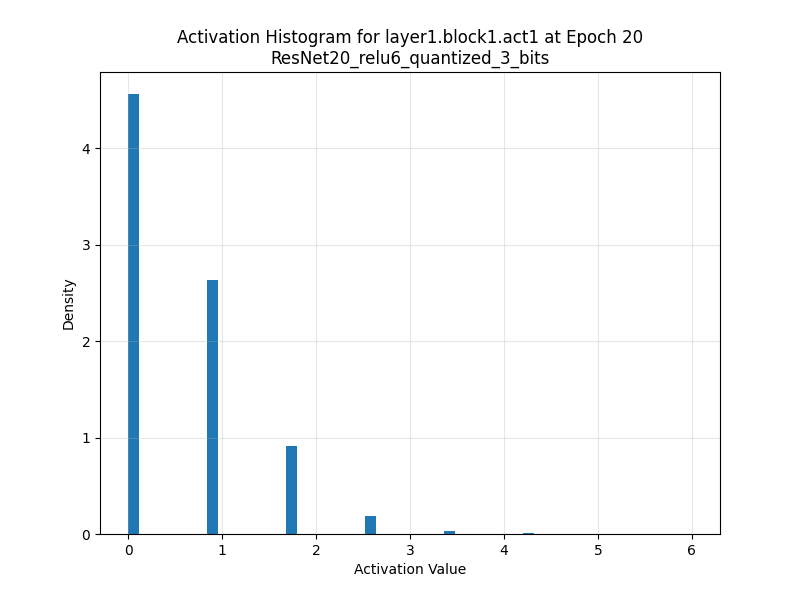 Activation Histogram for layer1.block1.act1 at Epoch 20
ResNet20_relu6_quantized_3_bits
Density
4
3
2
1
0
0 1 2 3 4 5 6
Activation Value